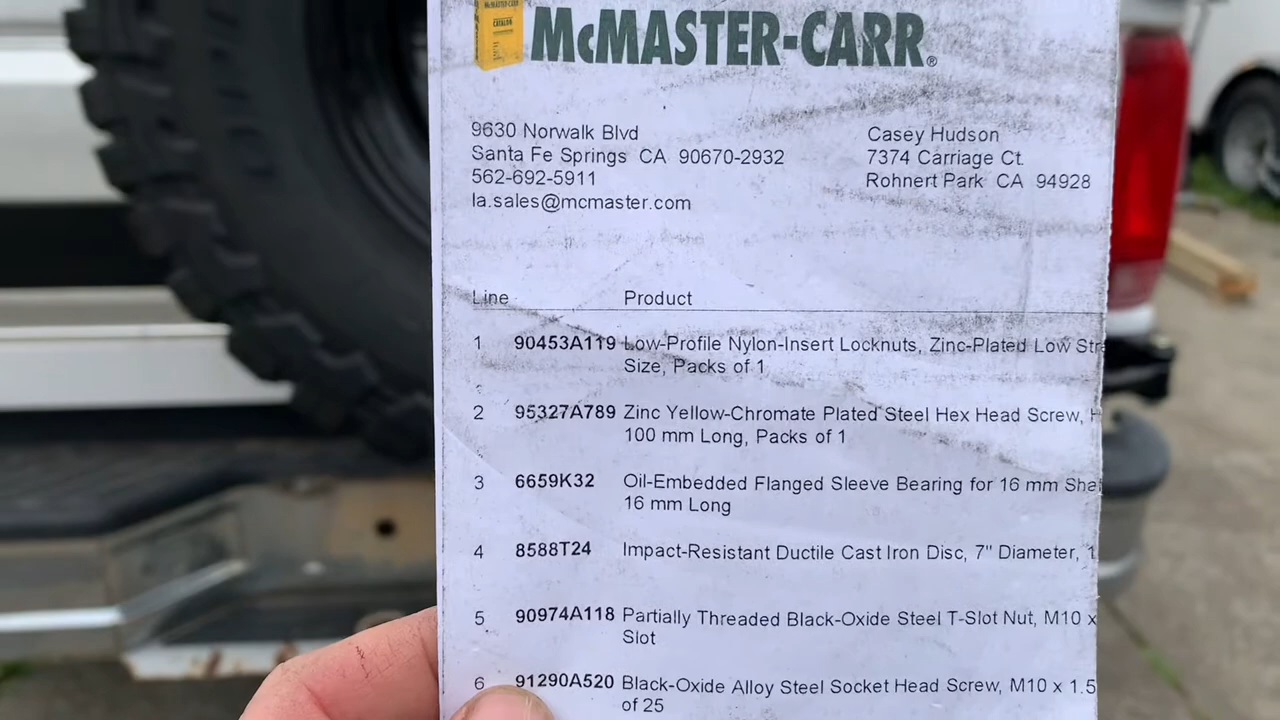 McMASTER-CARR
CATALOG
McMASTER-CARR®
9630 Norwalk Blvd
Santa Fe Springs CA 90670-2932
562-692-5911
la.sales@mcmaster.com
Casey Hudson
7374 Carriage Ct.
Rohnert Park CA 94928
Line Product
1 90453A119 Low-Profile Nylon-Insert Locknuts, Zinc-Plated Low Str
Size, Packs of 1
2 95327A789 Zinc Yellow-Chromate Plated Steel Hex Head Screw, H
100 mm Long, Packs of 1
3 6659K32 Oil-Embedded Flanged Sleeve Bearing for 16 mm Sha
16 mm Long
4 8588T24 Impact-Resistant Ductile Cast Iron Disc, 7" Diameter, 1
5 90974A118 Partially Threaded Black-Oxide Steel T-Slot Nut, M10 x
Slot
6 91290A520 Black-Oxide Alloy Steel Socket Head Screw, M10 x 1.5
of 25